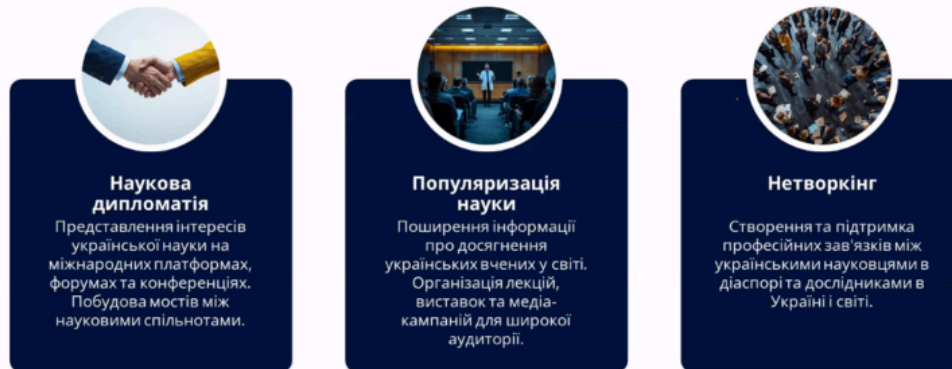 Наукова
дипломатія
Представлення інтересів
української науки на
міжнародних платформах,
форумах та конференціях.
Побудова мостів між
науковими спільнотами.
Популяризація
науки
Поширення інформації
про досягнення
українських вчених у світі.
Організація лекцій,
виставок та медіа-
кампаній для широкої
аудиторії.
Нетворкінг
Створення та підтримка
професійних зав'язків між
українськими науковцями в
діаспорі та дослідниками в
Україні і світі.